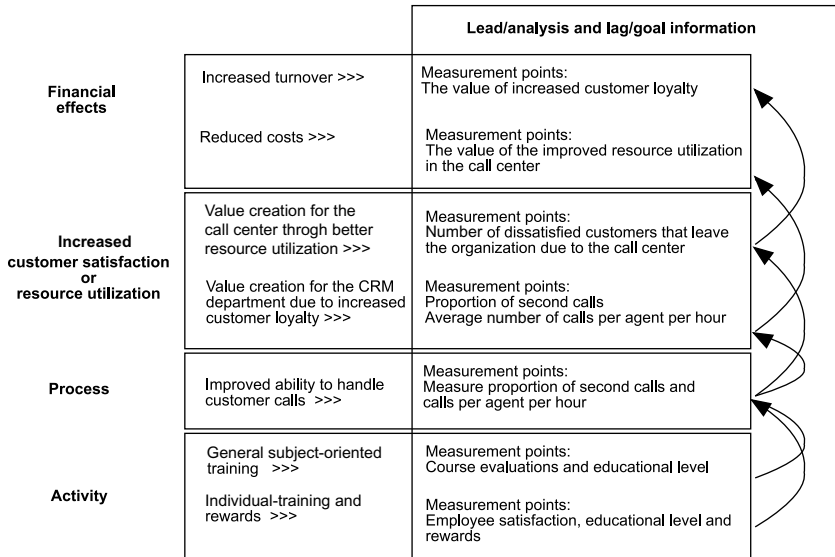 Lead/analysis and lag/goal information
Financial
effects
Increased turnover >>>
Measurement points:
The value of increased customer loyalty
Reduced costs >>>
Measurement points:
The value of the improved resource utilization
in the call center
Increased
customer satisfaction
or
resource utilization
Value creation for the
call center throgh better
resource utilization >>>
Measurement points:
Number of dissatisfied customers that leave
the organization due to the call center
Value creation for the CRM
department due to increased
customer loyalty >>>
Measurement points:
Proportion of second calls
Average number of calls per agent per hour
Process
Improved ability to handle
customer calls >>>
Measurement points:
Measure proportion of second calls and
calls per agent per hour
Activity
General subject-oriented
training >>>
Measurement points:
Course evaluations and educational level
Individual-training and
rewards >>>
Measurement points:
Employee satisfaction, educational level and
rewards